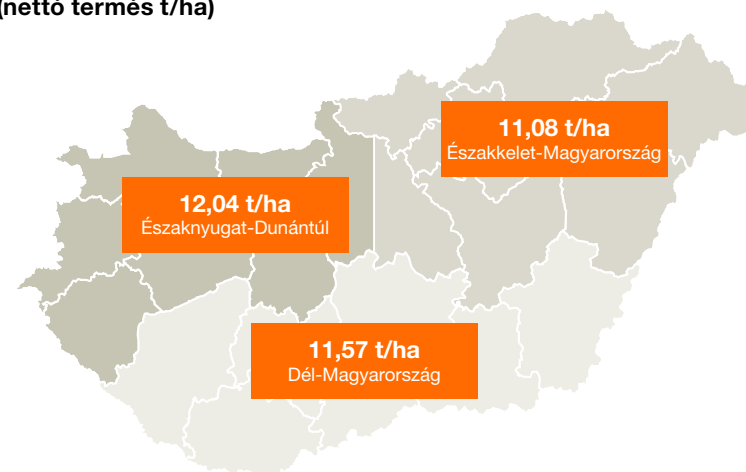 (nettó termés t/ha)
11,08 t/ha
Északkelet-Magyarország
12,04 t/ha
Északnyugat-Dunántúl
11,57 t/ha
Dél-Magyarország